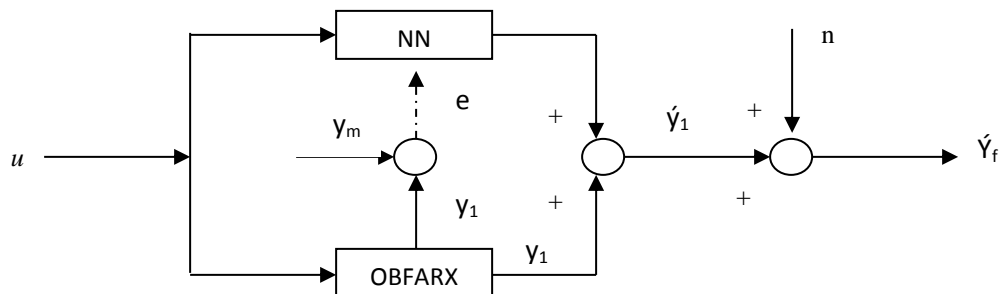 NN
n
e
+
+
yₘ
ý₁
u
Ýf
+
+
y₁
y₁
OBFARX